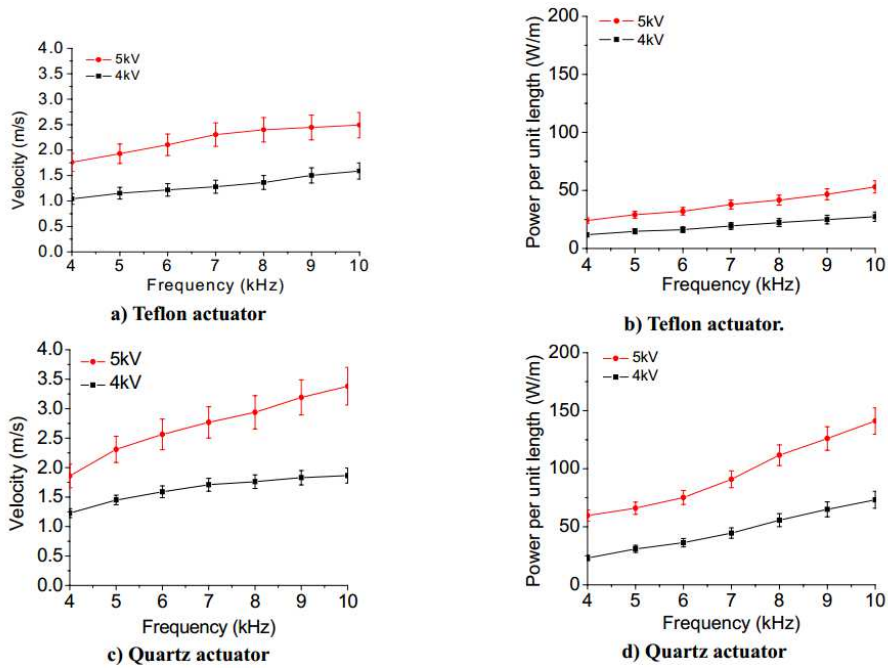 4.0
3.5
3.0
2.5
2.0
1.5
1.0
0.5
0.0
Velocity (m/s)
5kV
4kV
4 5 6 7 8 9 10
Frequency (kHz)
a) Teflon actuator
200
150
100
50
0
Power per unit length (W/m)
5kV
4kV
4 5 6 7 8 9 10
Frequency (kHz)
b) Teflon actuator.
4.0
3.5
3.0
2.5
2.0
1.5
1.0
0.5
0.0
Velocity (m/s)
5kV
4kV
4 5 6 7 8 9 10
Frequency (kHz)
c) Quartz actuator
200
150
100
50
0
Power per unit length (W/m)
5kV
4kV
4 5 6 7 8 9 10
Frequency (kHz)
d) Quartz actuator